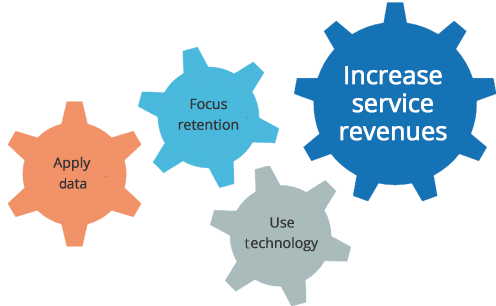 Apply
data
Focus
retention
Use
technology
Increase
service
revenues